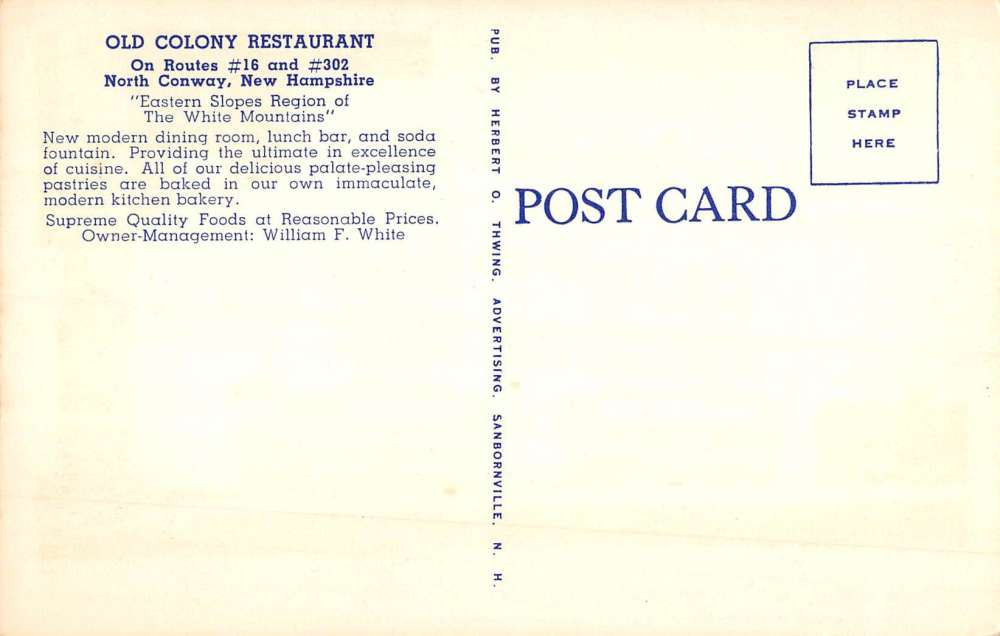 OLD COLONY RESTAURANT
On Routes #16 and #302
North Conway, New Hampshire
"Eastern Slopes Region of
The White Mountains"
New modern dining room, lunch bar, and soda
fountain. Providing the ultimate in excellence
of cuisine. All of our delicious palate-pleasing
pastries are baked in our own immaculate,
modern kitchen bakery.
Supreme Quality Foods at Reasonable Prices.
Owner-Management: William F. White
PUB. BY HERBERT O. THWING. ADVERTISING. SANBORNVILLE. N. H.
POST CARD
PLACE
STAMP
HERE